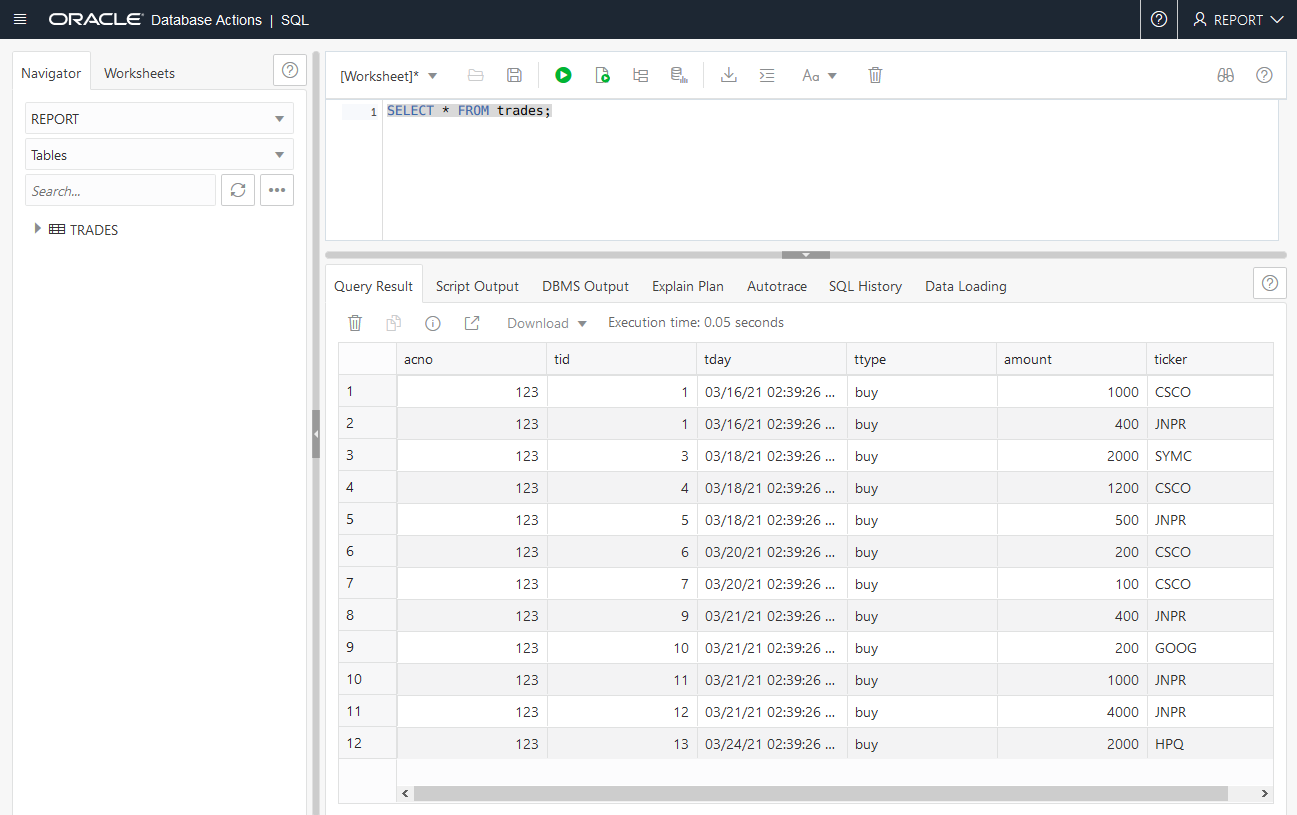 ORACLE Database Actions | SQL
REPORT
Navigator Worksheets
REPORT
Tables
Search...
TRADES
[Worksheet]*
Aa
1 SELECT * FROM trades;
Query Result Script Output DBMS Output Explain Plan Autotrace SQL History Data Loading
Download Execution time: 0.05 seconds
acno tid tday ttype amount ticker
1 123 1 03/16/21 02:39:26 ... buy 1000 CSCO
2 123 1 03/16/21 02:39:26 ... buy 400 JNPR
3 123 3 03/18/21 02:39:26 ... buy 2000 SYMC
4 123 4 03/18/21 02:39:26 ... buy 1200 CSCO
5 123 5 03/18/21 02:39:26 ... buy 500 JNPR
6 123 6 03/20/21 02:39:26 ... buy 200 CSCO
7 123 7 03/20/21 02:39:26 ... buy 100 CSCO
8 123 9 03/21/21 02:39:26 ... buy 400 JNPR
9 123 10 03/21/21 02:39:26 ... buy 200 GOOG
10 123 11 03/21/21 02:39:26 ... buy 1000 JNPR
11 123 12 03/21/21 02:39:26 ... buy 4000 JNPR
12 123 13 03/24/21 02:39:26 ... buy 2000 HPQ